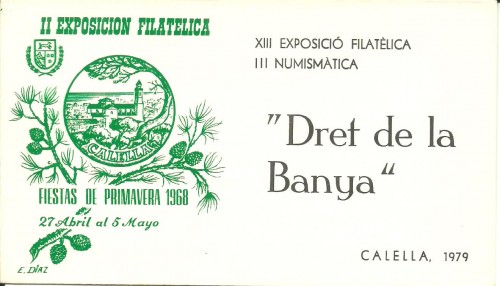 II EXPOSICION FILATELICA
CALELLA
FIESTAS DE PRIMAVERA 1968
27 Abril al 5 Mayo
E. DÍAZ
XIII EXPOSICIÓ FILATÈLICA
III NUMISMÀTICA
"Dret de la
Banya"
CALELLA, 1979